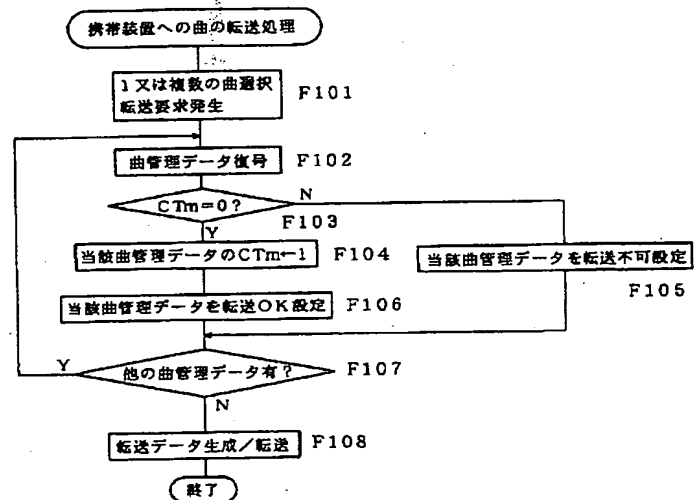 携帯装置への曲の転送処理
1又は複数の曲選択
転送要求発生
F101
曲管理データ復号
F102
CTm=0?
N
F103
Y
当該曲管理データのCTm←1
F104
当該曲管理データを転送不可設定
F105
当該曲管理データを転送OK設定
F106
Y
他の曲管理データ有?
F107
N
転送データ生成/転送
F108
終了